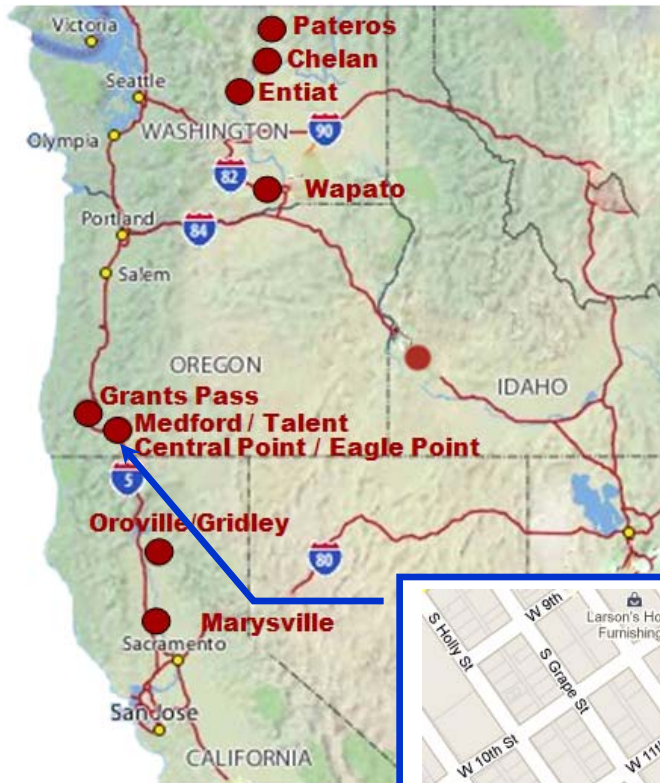 Victoria
Pateros
Chelan
Seattle
Entiat
Olympia
WASHINGTON
90
82
Wapato
Portland
84
Salem
OREGON
IDAHO
Grants Pass
Medford / Talent
Central Point / Eagle Point
5
Oroville/Gridley
80
Marysville
Sacramento
San Jose
CALIFORNIA
W 9th
Larson's
Furnishing
S Holly St
S Grape St
W 10th St